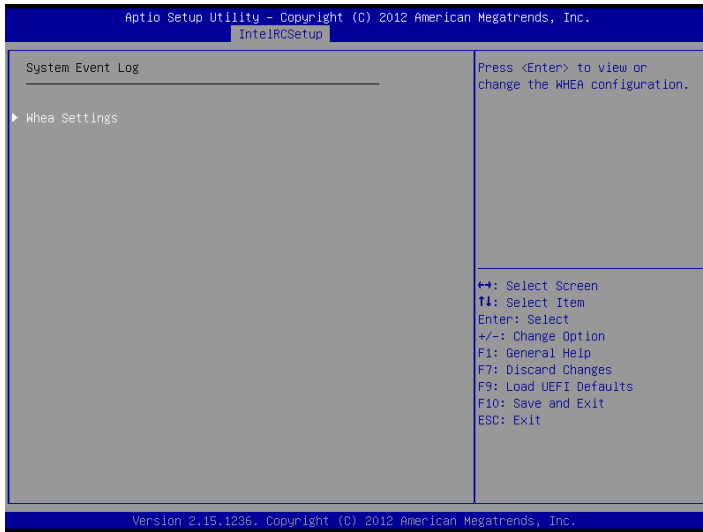 Aptio Setup Utility – Copyright (C) 2012 American Megatrends, Inc.
IntelRCSetup
System Event Log
▶ Whea Settings
Press <Enter> to view or
change the WHEA configuration.
↔: Select Screen
↑↓: Select Item
Enter: Select
+/-: Change Option
F1: General Help
F7: Discard Changes
F9: Load UEFI Defaults
F10: Save and Exit
ESC: Exit
Version 2.15.1236. Copyright (C) 2012 American Megatrends, Inc.